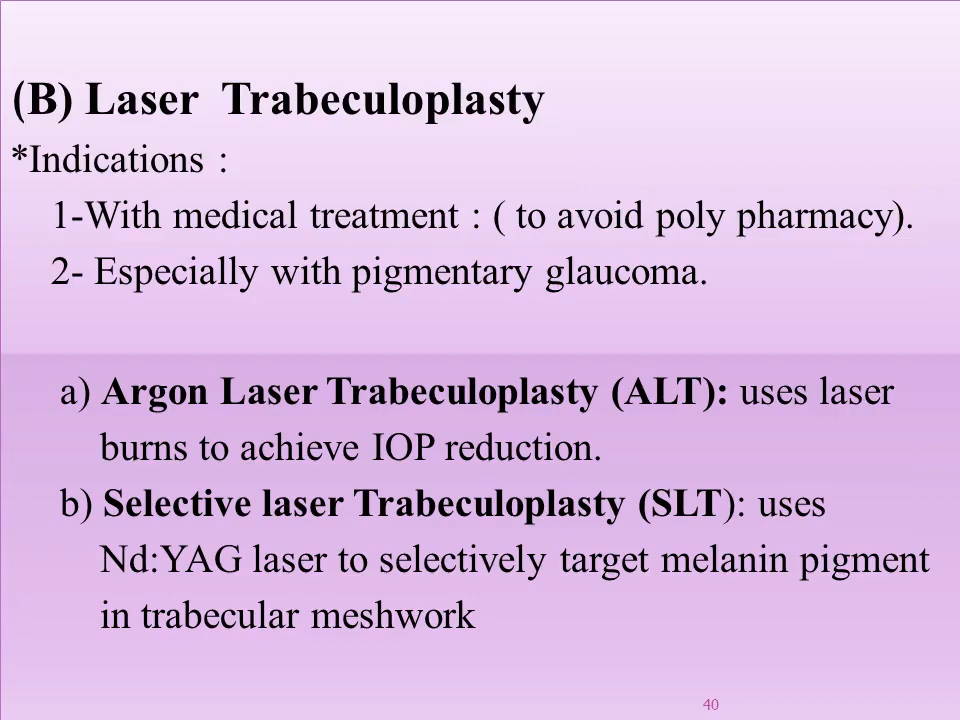 (B) Laser Trabeculoplasty
*Indications :
1-With medical treatment : ( to avoid poly pharmacy).
2- Especially with pigmentary glaucoma.
a) Argon Laser Trabeculoplasty (ALT): uses laser
burns to achieve IOP reduction.
b) Selective laser Trabeculoplasty (SLT): uses
Nd:YAG laser to selectively target melanin pigment
in trabecular meshwork
40